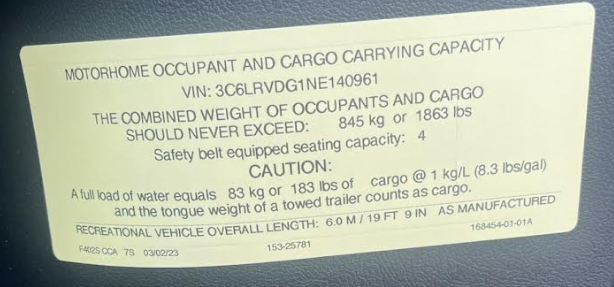 MOTORHOME OCCUPANT AND CARGO CARRYING CAPACITY
VIN: 3C6LRVDG1NE140961
THE COMBINED WEIGHT OF OCCUPANTS AND CARGO
SHOULD NEVER EXCEED: 845 kg or 1863 lbs
Safety belt equipped seating capacity: 4
CAUTION:
A full load of water equals 83 kg or 183 lbs of cargo @ 1 kg/L (8.3 lbs/gal)
and the tongue weight of a towed trailer counts as cargo.
RECREATIONAL VEHICLE OVERALL LENGTH: 6.0 M / 19 FT 9 IN AS MANUFACTURED
F402S CCA 7S 03/02/23 153-25781 168454-01-01A